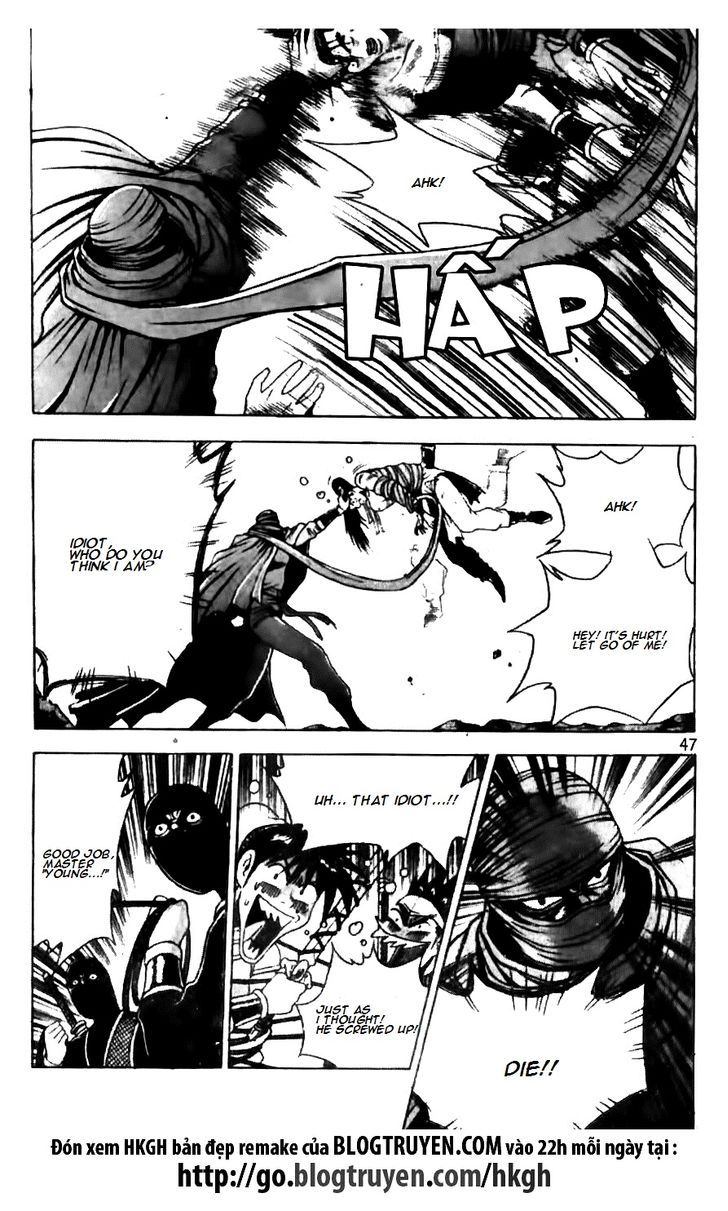 AHK!
HẤP
IDIOT,
WHO DO YOU
THINK I AM?
AHK!
HEY! IT'S HURT!
LET GO OF ME!
47
GOOD JOB,
MASTER
"YOUNG...!"
UH... THAT IDIOT...!!
JUST AS
I THOUGHT!
HE SCREWED UP!
DIE!!
Đón xem HKGH bản đẹp remake của BLOGTRUYEN.COM vào 22h mỗi ngày tại :
http://go.blogtruyen.com/hkgh